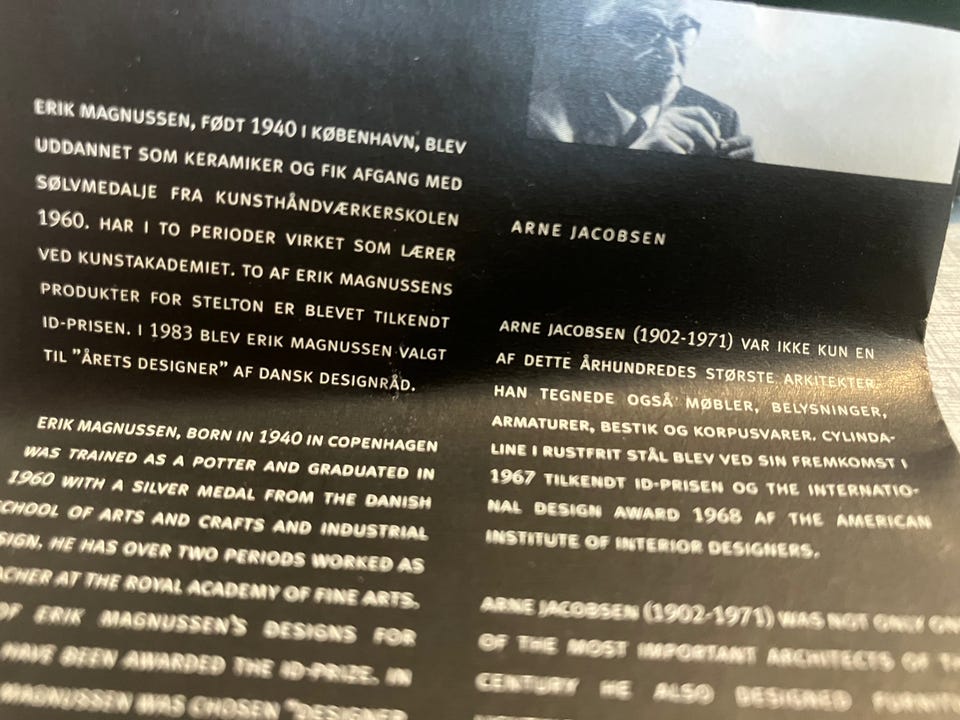 ERIK MAGNUSSEN, FØDT 1940 I KØBENHAVN, BLEV
UDDANNET SOM KERAMIKER OG FIK AFGANG MED
SØLVMEDALJE FRA KUNSTHÅNDVÆRKERSKOLEN
1960. HAR I TO PERIODER VIRKET SOM LÆRER
VED KUNSTAKADEMIET. TO AF ERIK MAGNUSSENS
PRODUKTER FOR STELTON ER BLEVET TILKENDT
ID-PRISEN. I 1983 BLEV ERIK MAGNUSSEN VALGT
TIL "ÅRETS DESIGNER" AF DANSK DESIGNRÅD.
ERIK MAGNUSSEN, BORN IN 1940 IN COPENHAGEN
WAS TRAINED AS A POTTER AND GRADUATED IN
1960 WITH A SILVER MEDAL FROM THE DANISH
CHOOL OF ARTS AND CRAFTS AND INDUSTRIAL
SIGN. HE HAS OVER TWO PERIODS WORKED AS
ACHER AT THE ROYAL ACADEMY OF FINE ARTS.
OF ERIK MAGNUSSEN'S DESIGNS FOR
HAVE BEEN AWARDED THE ID-PRIZE. IN
MAGNUSSEN WAS CHOSEN "DESIGNER
ARNE JACOBSEN
ARNE JACOBSEN (1902-1971) VAR IKKE KUN EN
AF DETTE ÅRHUNDREDES STØRSTE ARKITEKTER.
HAN TEGNEDE OGSÅ MØBLER, BELYSNINGER,
ARMATURER, BESTIK OG KORPUSVARER. CYLINDA-
LINE I RUSTFRIT STÅL BLEV VED SIN FREMKOMST I
1967 TILKENDT ID-PRISEN OG THE INTERNATIO-
NAL DESIGN AWARD 1968 AF THE AMERICAN
INSTITUTE OF INTERIOR DESIGNERS.
ARNE JACOBSEN (1902-1971) WAS NOT ONLY ON
OF THE MOST IMPORTANT ARCHITECTS OF T
CENTURY HE ALSO DESIGNED FURNI